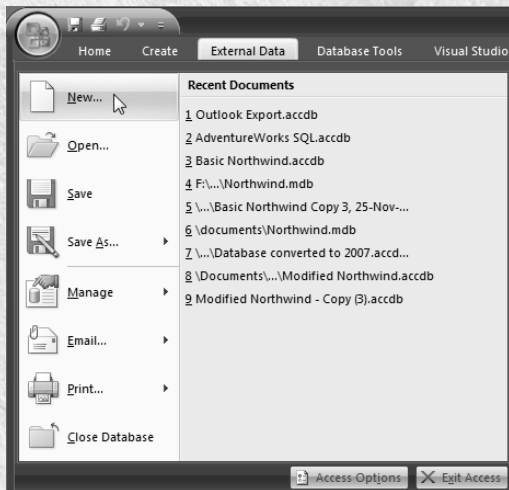 Home Create External Data Database Tools Visual Studio
New...
Open...
Save
Save As...
Manage
Email...
Print...
Close Database
Recent Documents
1 Outlook Export.accdb
2 AdventureWorks SQL.accdb
3 Basic Northwind.accdb
4 F:\...\Northwind.mdb
5 \...\Basic Northwind Copy 3, 25-Nov-...
6 \documents\Northwind.mdb
7 \...\Database converted to 2007.accd...
8 \Documents\...\Modified Northwind.accdb
9 Modified Northwind - Copy (3).accdb
Access Options Exit Access